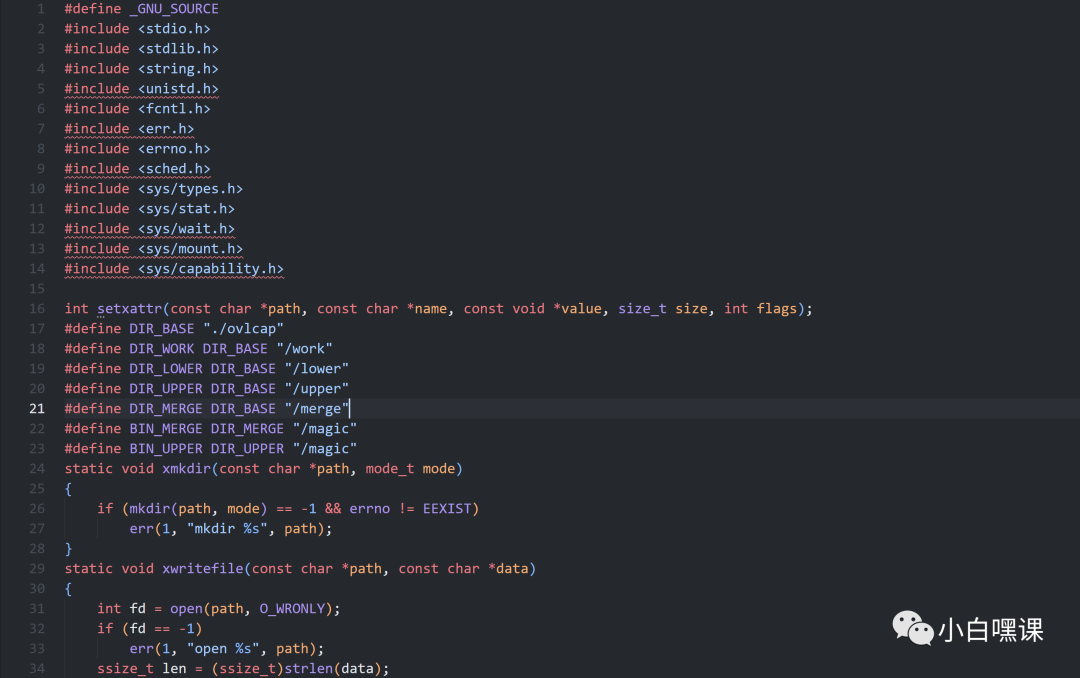 1 #define _GNU_SOURCE
2 #include <stdio.h>
3 #include <stdlib.h>
4 #include <string.h>
5 #include <unistd.h>
6 #include <fcntl.h>
7 #include <err.h>
8 #include <errno.h>
9 #include <sched.h>
10 #include <sys/types.h>
11 #include <sys/stat.h>
12 #include <sys/wait.h>
13 #include <sys/mount.h>
14 #include <sys/capability.h>
15
16 int setxattr(const char *path, const char *name, const void *value, size_t size, int flags);
17 #define DIR_BASE "./ovlcap"
18 #define DIR_WORK DIR_BASE "/work"
19 #define DIR_LOWER DIR_BASE "/lower"
20 #define DIR_UPPER DIR_BASE "/upper"
21 #define DIR_MERGE DIR_BASE "/merge"
22 #define BIN_MERGE DIR_MERGE "/magic"
23 #define BIN_UPPER DIR_UPPER "/magic"
24 static void xmkdir(const char *path, mode_t mode)
25 {
26     if (mkdir(path, mode) == -1 && errno != EEXIST)
27         err(1, "mkdir %s", path);
28 }
29 static void xwritefile(const char *path, const char *data)
30 {
31     int fd = open(path, O_WRONLY);
32     if (fd == -1)
33         err(1, "open %s", path);
34     ssize_t len = (ssize_t)strlen(data);
小白嘿课